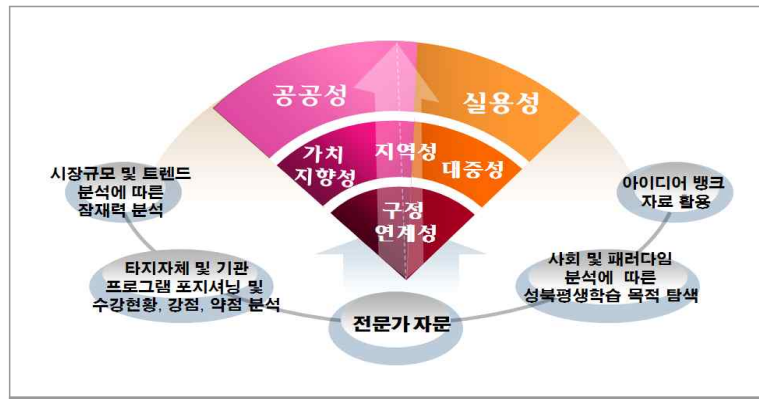 공공성
실용성
가치
지향성
지역성
대중성
구정
연계성
시장규모 및 트렌드
분석에 따른
잠재력 분석
아이디어 뱅크
자료 활용
타지자체 및 기관
프로그램 포지셔닝 및
수강현황, 강점, 약점 분석
사회 및 패러다임
분석에 따른
성북평생학습 목적 탐색
전문가 자문